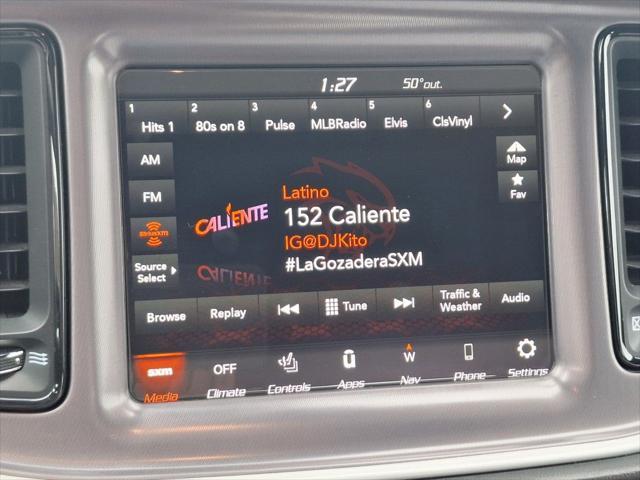 1:27 50°out.
1 2 3 4 5 6
Hits 1 80s on 8 Pulse MLBRadio Elvis ClsVinyl
AM
Map
FM
Fav
Latino
CALIENTE
152 Caliente
siriusxm
IG@DJKito
#LaGozaderaSXM
Source
Select
CALIENTE
Browse Replay Tune Traffic &
Weather Audio
sxm OFF ū W
Media Climate Controls Apps Nav Phone Settings